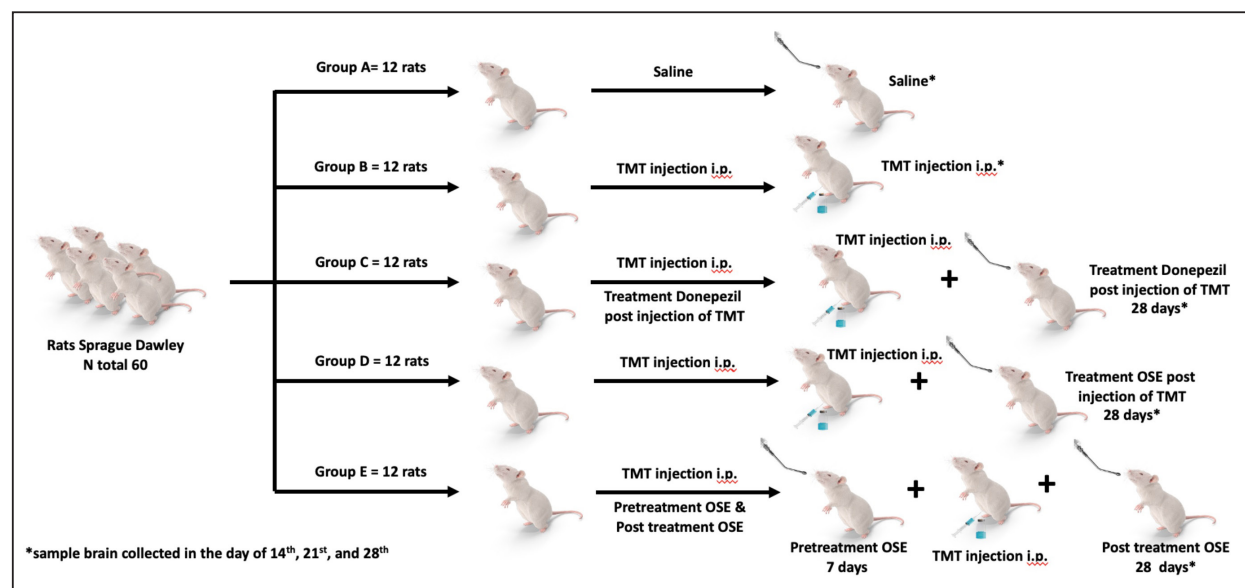 Group A= 12 rats
Saline
Saline*
Group B = 12 rats
TMT injection i.p.
TMT injection i.p.*
Rats Sprague Dawley
N total 60
Group C = 12 rats
TMT injection i.p.
Treatment Donepezil
post injection of TMT
TMT injection i.p.
+
Treatment Donepezil
post injection of TMT
28 days*
Group D = 12 rats
TMT injection i.p.
TMT injection i.p.
+
Treatment OSE post
injection of TMT
28 days*
Group E = 12 rats
TMT injection i.p.
Pretreatment OSE &
Post treatment OSE
+
+
Pretreatment OSE
7 days
TMT injection i.p.
Post treatment OSE
28 days*
*sample brain collected in the day of 14th, 21st, and 28th